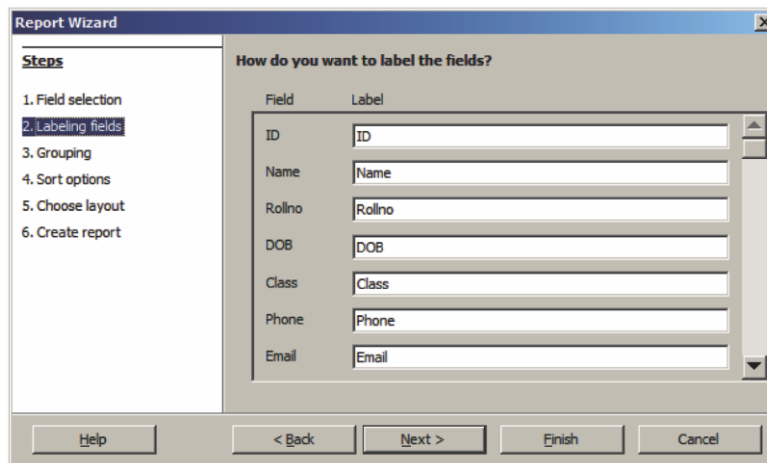 Report Wizard
Steps
1. Field selection
2. Labeling fields
3. Grouping
4. Sort options
5. Choose layout
6. Create report
How do you want to label the fields?
Field Label
ID ID
Name Name
Rollno Rollno
DOB DOB
Class Class
Phone Phone
Email Email
Help < Back Next > Finish Cancel